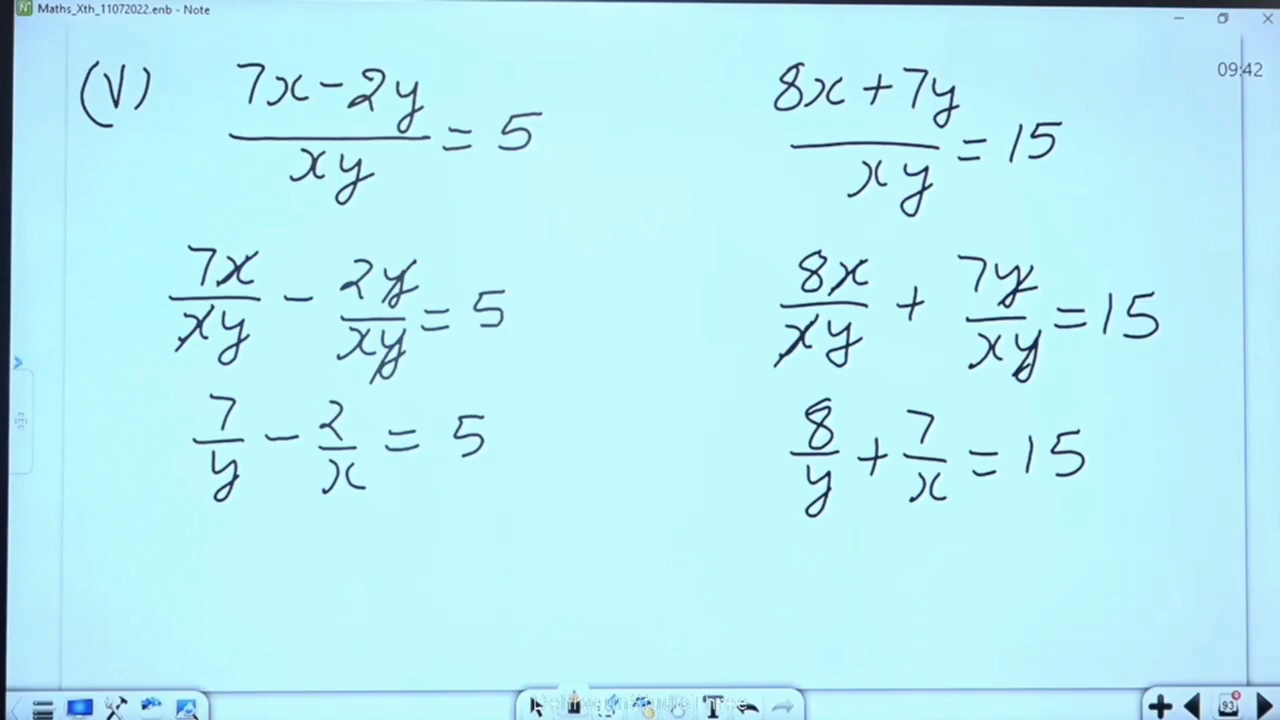 Maths_Xth_11072022.enb - Note
09:42
(V) (7x - 2y)/(xy) = 5    (8x + 7y)/(xy) = 15
7x/xy - 2y/xy = 5    8x/xy + 7y/xy = 15
7/y - 2/x = 5    8/y + 7/x = 15
T
93